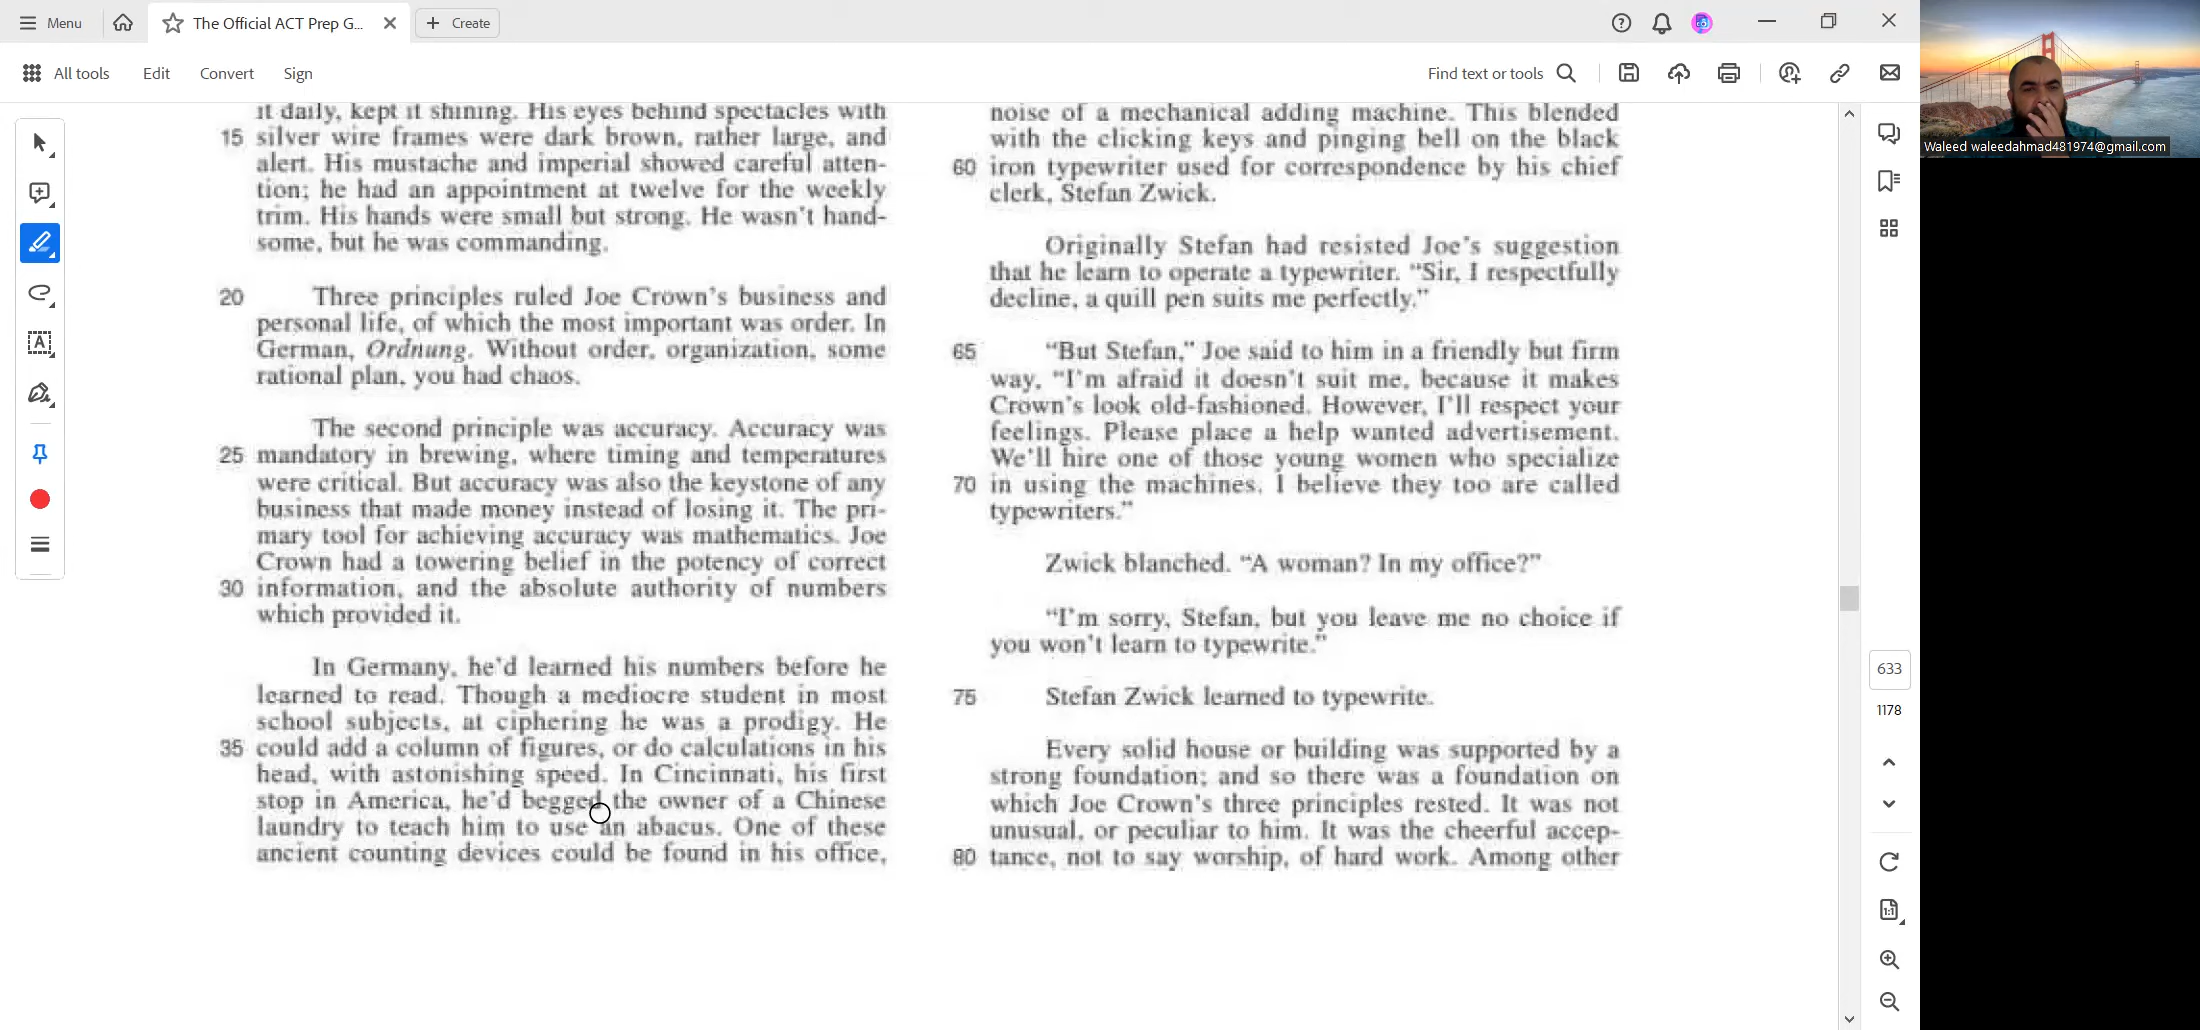 Menu
The Official ACT Prep G...
Create
All tools
Edit
Convert
Sign
Find text or tools
it daily, kept it shining. His eyes behind spectacles with
15 silver wire frames were dark brown, rather large, and
alert. His mustache and imperial showed careful atten-
tion; he had an appointment at twelve for the weekly
trim. His hands were small but strong. He wasn't hand-
some, but he was commanding.
20 Three principles ruled Joe Crown's business and
personal life, of which the most important was order. In
German, Ordnung. Without order, organization, some
rational plan, you had chaos.
The second principle was accuracy. Accuracy was
25 mandatory in brewing, where timing and temperatures
were critical. But accuracy was also the keystone of any
business that made money instead of losing it. The pri-
mary tool for achieving accuracy was mathematics. Joe
Crown had a towering belief in the potency of correct
30 information, and the absolute authority of numbers
which provided it.
In Germany, he'd learned his numbers before he
learned to read. Though a mediocre student in most
school subjects, at ciphering he was a prodigy. He
35 could add a column of figures, or do calculations in his
head, with astonishing speed. In Cincinnati, his first
stop in America, he'd begged the owner of a Chinese
laundry to teach him to use an abacus. One of these
ancient counting devices could be found in his office,
noise of a mechanical adding machine. This blended
with the clicking keys and pinging bell on the black
60 iron typewriter used for correspondence by his chief
clerk, Stefan Zwick.
Originally Stefan had resisted Joe's suggestion
that he learn to operate a typewriter. "Sir, I respectfully
decline, a quill pen suits me perfectly."
65 "But Stefan," Joe said to him in a friendly but firm
way, "I'm afraid it doesn't suit me, because it makes
Crown's look old-fashioned. However, I'll respect your
feelings. Please place a help wanted advertisement.
We'll hire one of those young women who specialize
70 in using the machines. I believe they too are called
typewriters."
Zwick blanched. "A woman? In my office?"
"I'm sorry, Stefan, but you leave me no choice if
you won't learn to typewrite."
75 Stefan Zwick learned to typewrite.
Every solid house or building was supported by a
strong foundation; and so there was a foundation on
which Joe Crown's three principles rested. It was not
unusual, or peculiar to him. It was the cheerful accep-
80 tance, not to say worship, of hard work. Among other
633
1178
Waleed waleedahmad481974@gmail.com